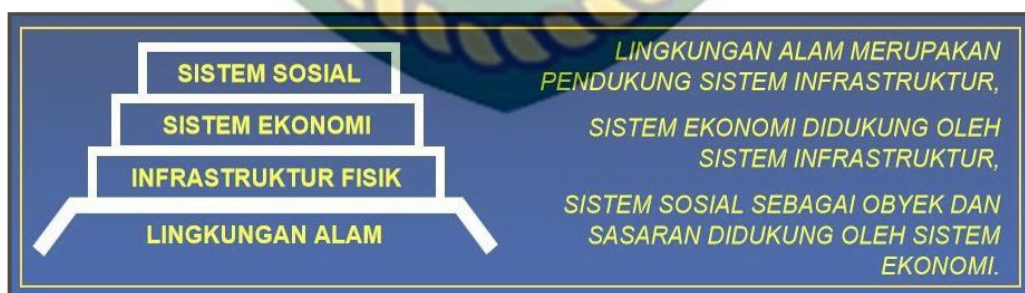 SISTEM SOSIAL
SISTEM EKONOMI
INFRASTRUKTUR FISIK
LINGKUNGAN ALAM
LINGKUNGAN ALAM MERUPAKAN
PENDUKUNG SISTEM INFRASTRUKTUR,
SISTEM EKONOMI DIDUKUNG OLEH
SISTEM INFRASTRUKTUR,
SISTEM SOSIAL SEBAGAI OBYEK DAN
SASARAN DIDUKUNG OLEH SISTEM
EKONOMI.